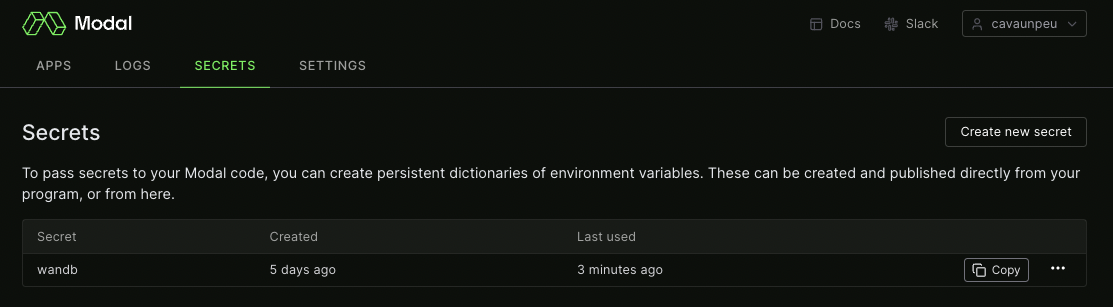 Modal
Docs
Slack
cavaunpeu
APPS
LOGS
SECRETS
SETTINGS
Secrets
Create new secret
To pass secrets to your Modal code, you can create persistent dictionaries of environment variables. These can be created and published directly from your
program, or from here.
Secret Created Last used
wandb 5 days ago 3 minutes ago Copy